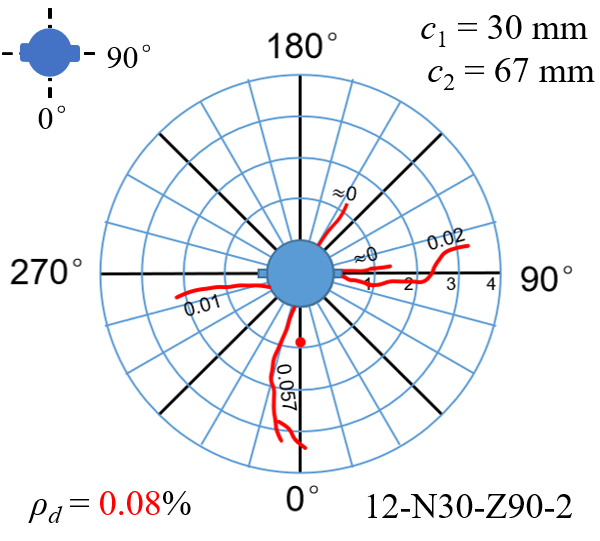 180°
c₁ = 30 mm
c₂ = 67 mm
90°
0°
≈0
≈0
0.02
270°
1 2 3 4
90°
0.01
0.057
0°
ρd = 0.08%
12-N30-Z90-2